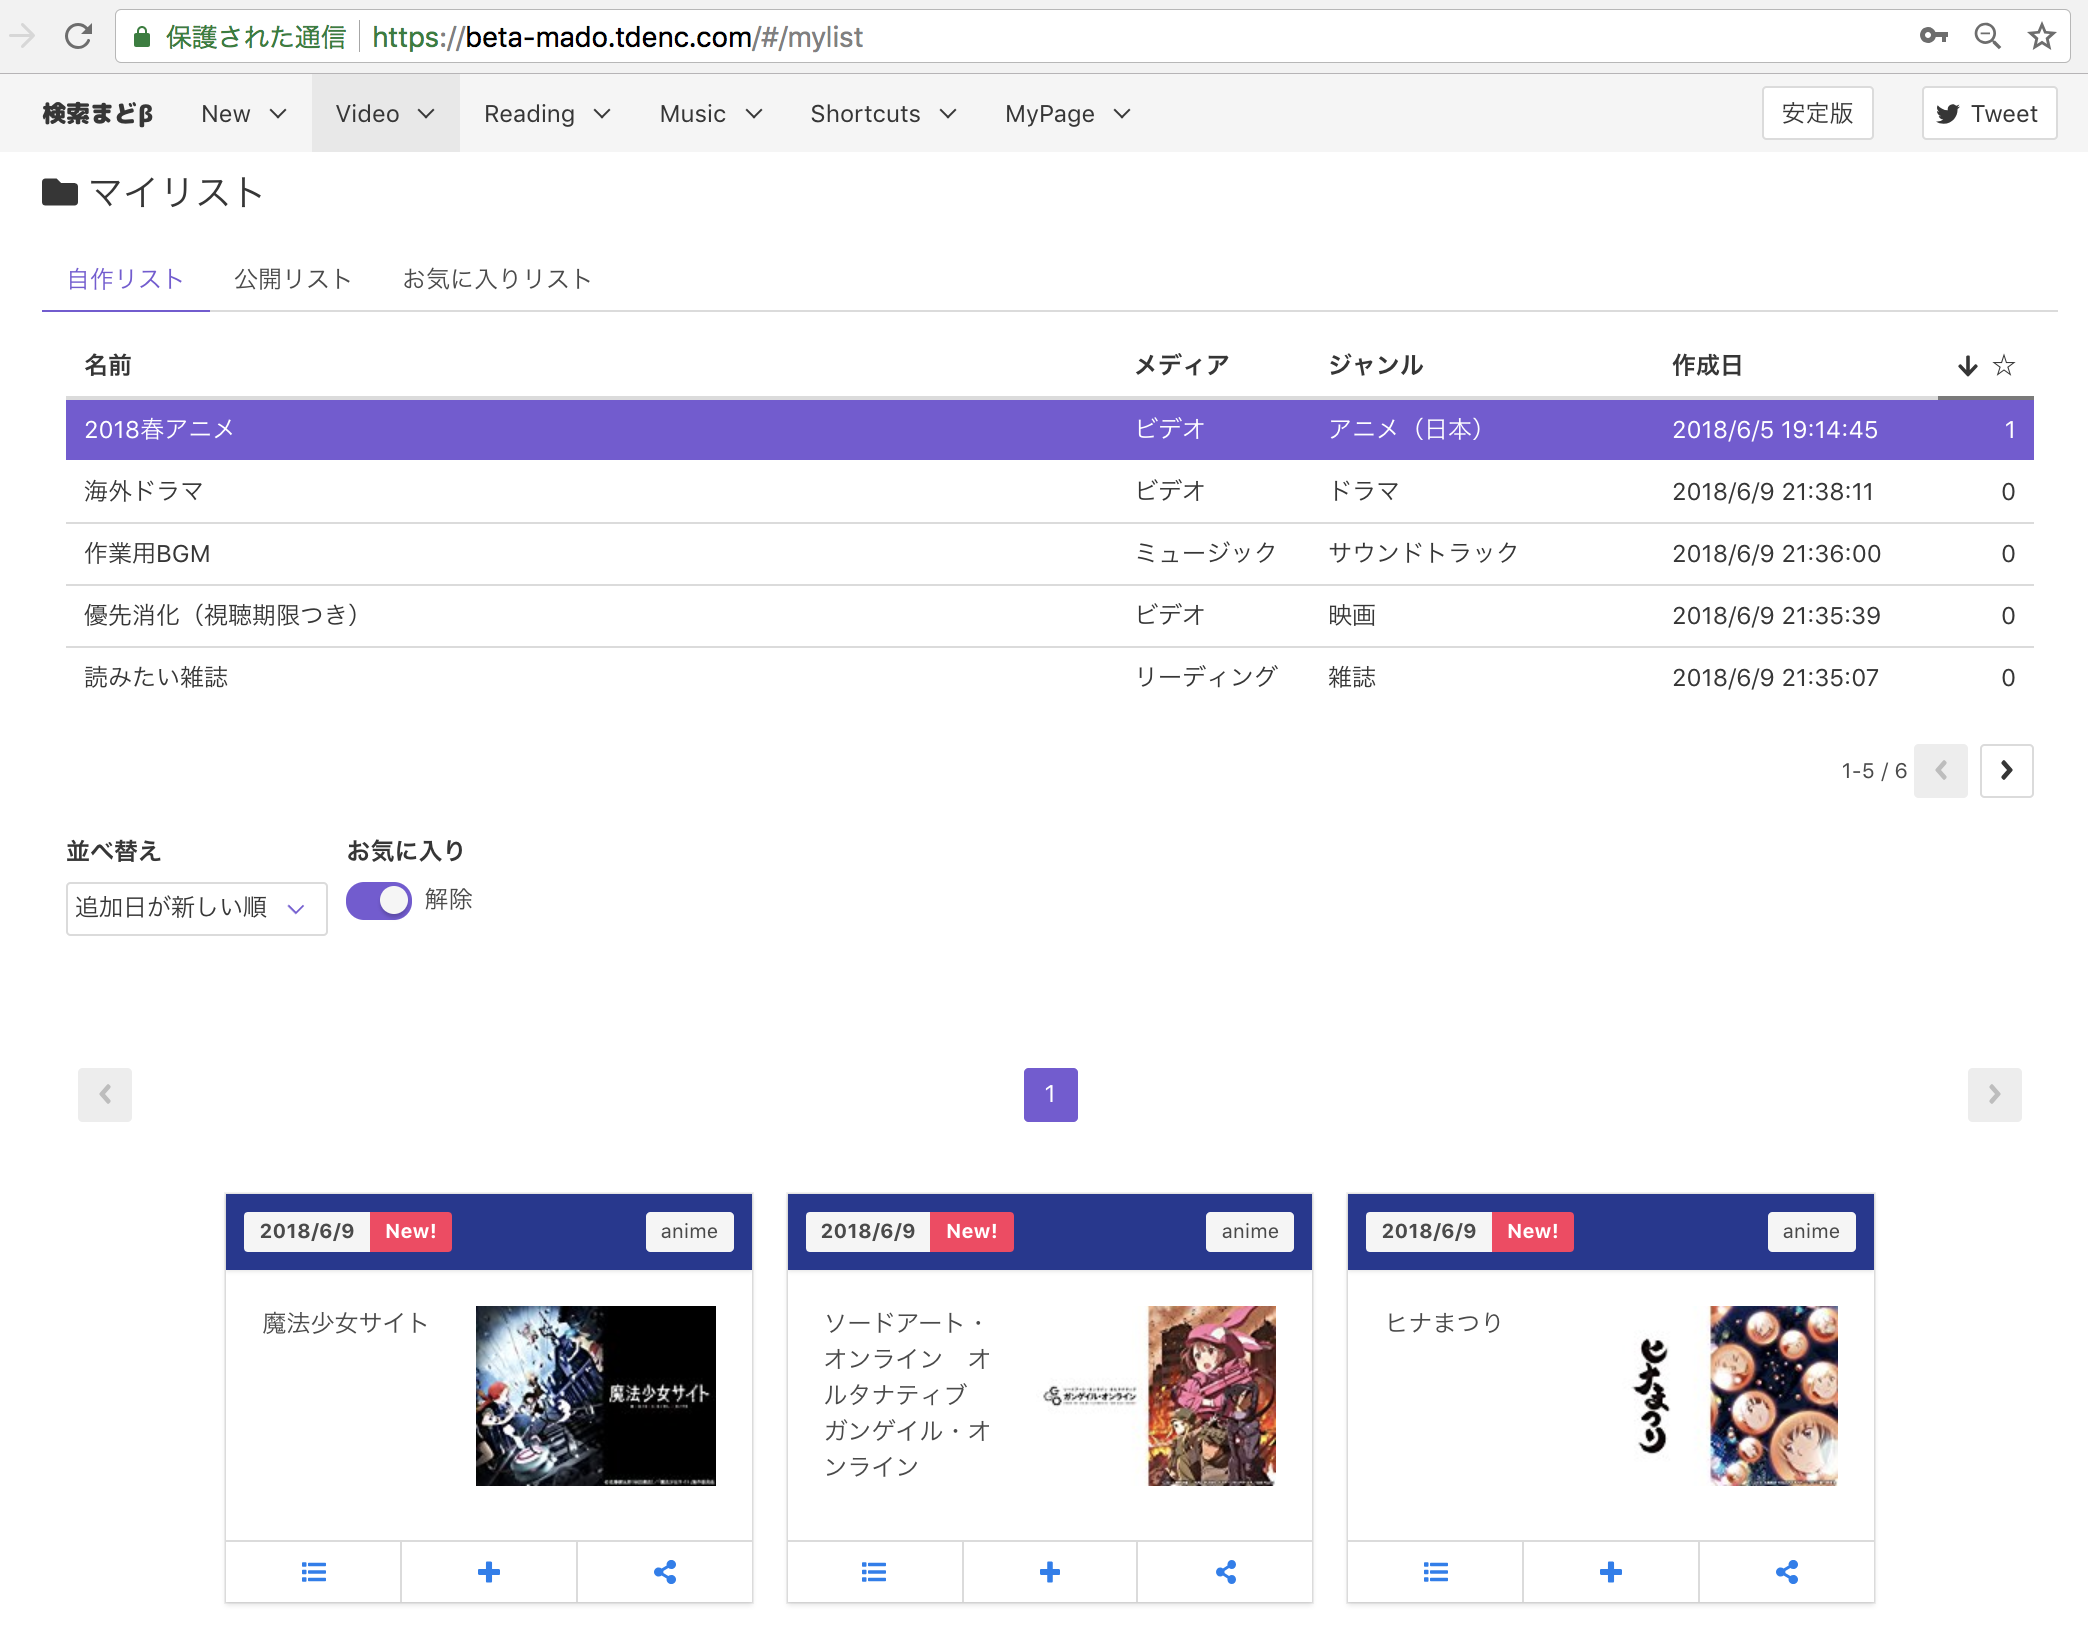 保護された通信 https://beta-mado.tdenc.com/#/mylist
検索まどβ New Video Reading Music Shortcuts MyPage 安定版 Tweet
マイリスト
自作リスト 公開リスト お気に入りリスト
名前 メディア ジャンル 作成日 ↓ ☆
2018春アニメ ビデオ アニメ（日本） 2018/6/5 19:14:45 1
海外ドラマ ビデオ ドラマ 2018/6/9 21:38:11 0
作業用BGM ミュージック サウンドトラック 2018/6/9 21:36:00 0
優先消化（視聴期限つき） ビデオ 映画 2018/6/9 21:35:39 0
読みたい雑誌 リーディング 雑誌 2018/6/9 21:35:07 0
1-5 / 6
並べ替え お気に入り
追加日が新しい順 解除
1
2018/6/9 New! anime
魔法少女サイト
魔法少女サイト
2018/6/9 New! anime
ソードアート・
オンライン　オ
ルタナティブ
ガンゲイル・オ
ンライン
ガンゲイル・オンライン
2018/6/9 New! anime
ヒナまつり
ヒナまつり